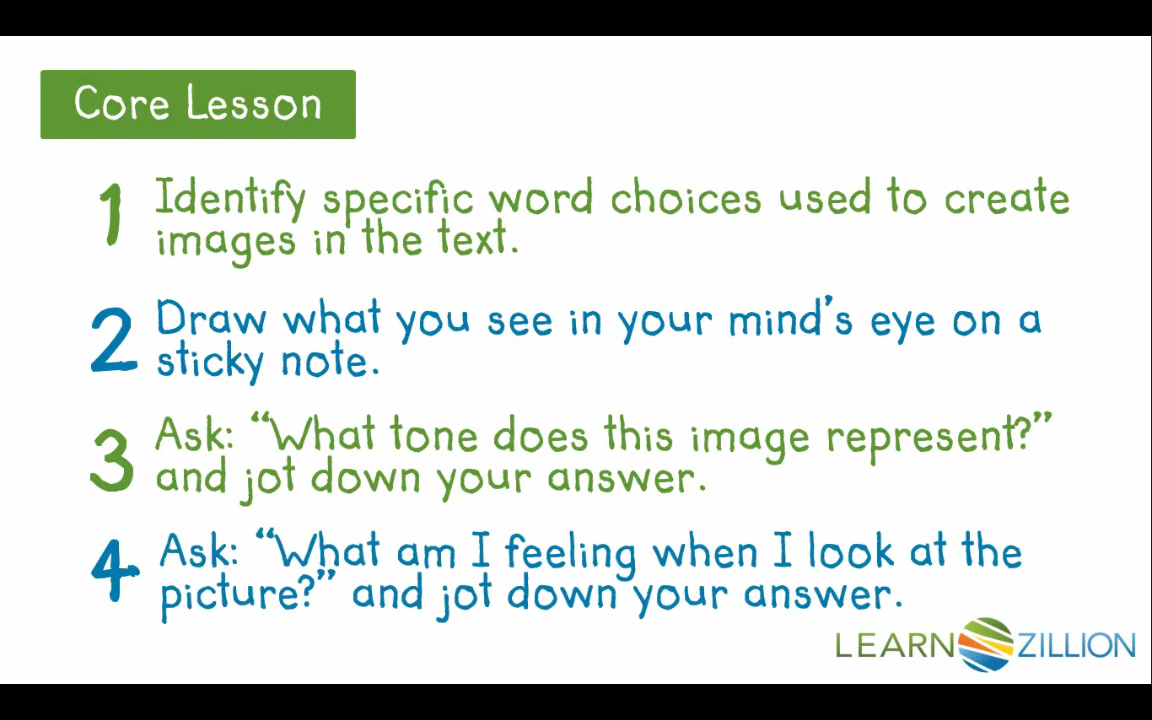 Core Lesson
1 Identify specific word choices used to create
images in the text.
2 Draw what you see in your mind's eye on a
sticky note.
3 Ask: “What tone does this image represent?”
and jot down your answer.
4 Ask: “What am I feeling when I look at the
picture?” and jot down your answer.
LEARN ZILLION